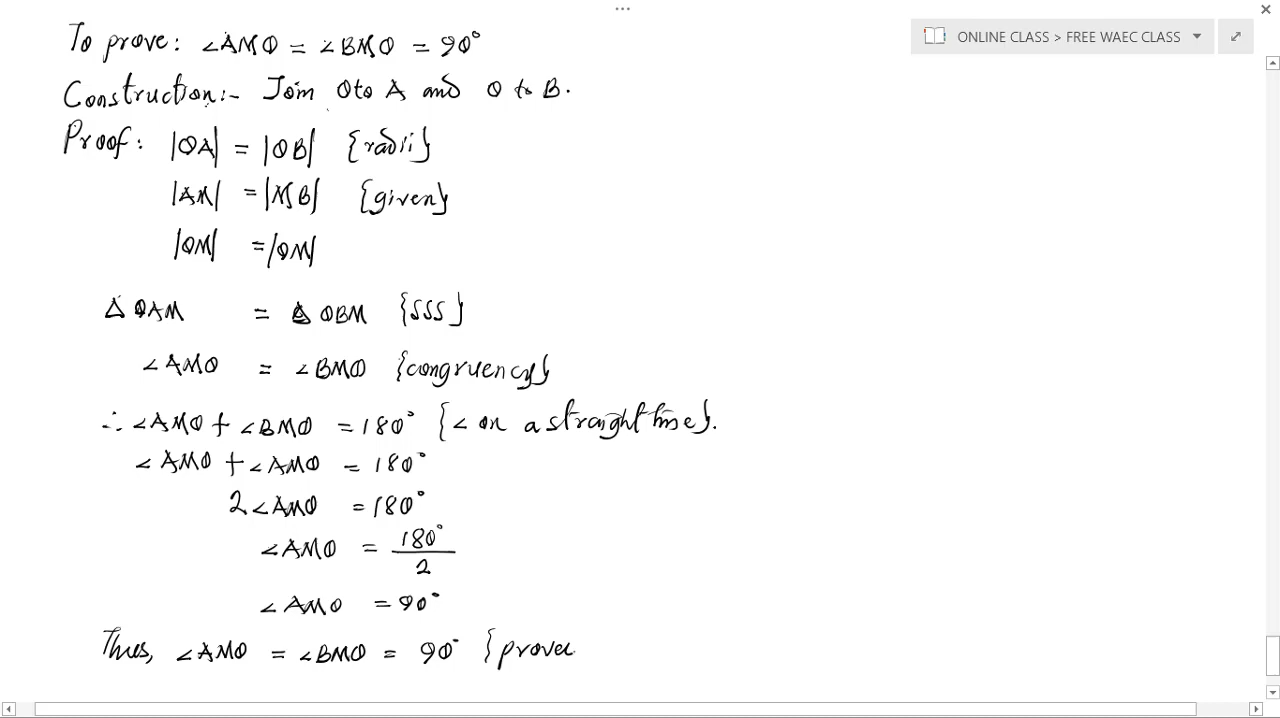 ONLINE CLASS > FREE WAEC CLASS
To prove: ∠AMO = ∠BMO = 90°
Construction:- Join O to A and O to B.
Proof: |OA| = |OB| {radii}
|AM| = |MB| {given}
|OM| = |OM|
Δ OAM = Δ OBM {SSS}
∠AMO = ∠BMO {congruency}
∴ ∠AMO + ∠BMO = 180° {∠ on a straight line}.
∠AMO + ∠AMO = 180°
2∠AMO = 180°
∠AMO = 180°/2
∠AMO = 90°
Thus, ∠AMO = ∠BMO = 90° {proved